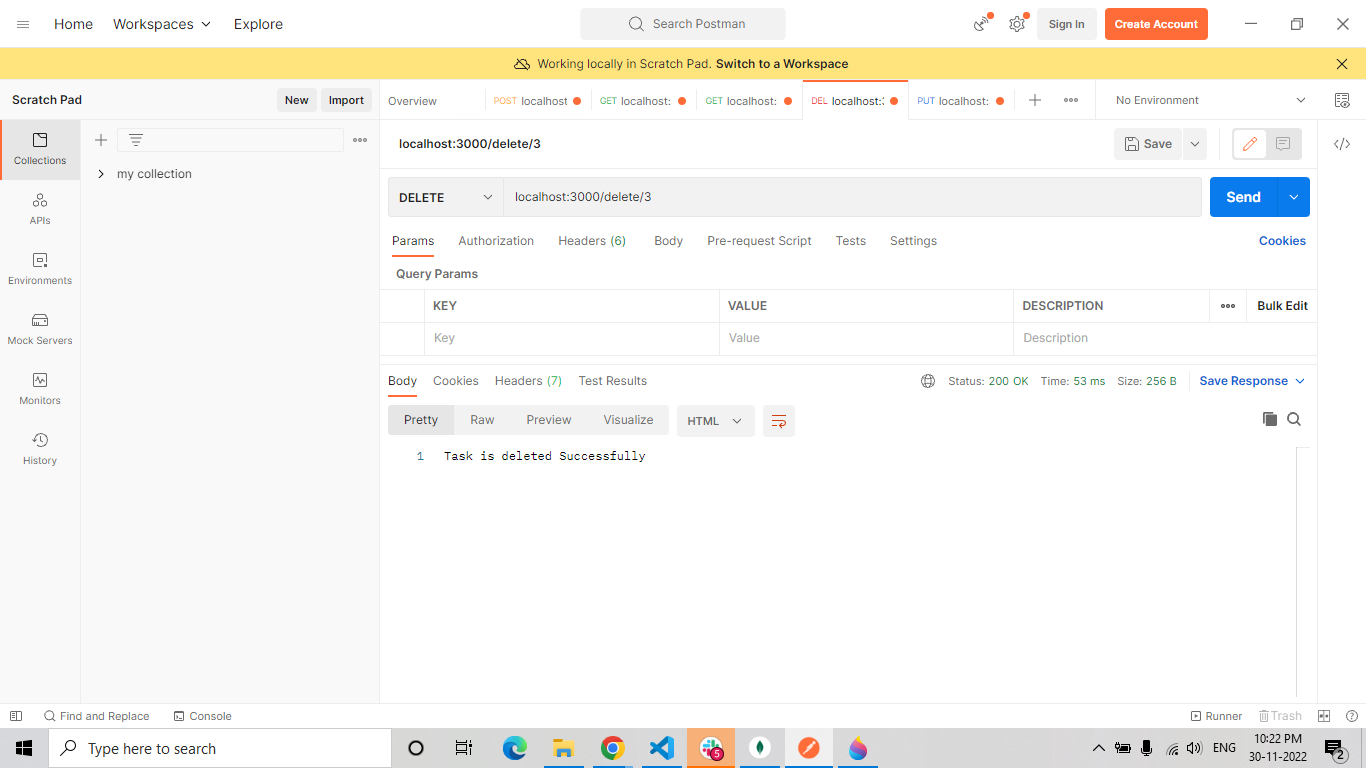 Home Workspaces Explore Search Postman Sign In Create Account
Working locally in Scratch Pad. Switch to a Workspace
Scratch Pad New Import Overview POST localhost GET localhost: GET localhost: DEL localhost: PUT localhost: No Environment
Collections
my collection
APIs
Environments
Mock Servers
Monitors
History
localhost:3000/delete/3 Save
DELETE localhost:3000/delete/3 Send
Params Authorization Headers (6) Body Pre-request Script Tests Settings Cookies
Query Params
KEY VALUE DESCRIPTION Bulk Edit
Key Value Description
Body Cookies Headers (7) Test Results Status: 200 OK Time: 53 ms Size: 256 B Save Response
Pretty Raw Preview Visualize HTML
1 Task is deleted Successfully
Find and Replace Console Runner Trash
Type here to search 5 ENG 10:22 PM 2
30-11-2022